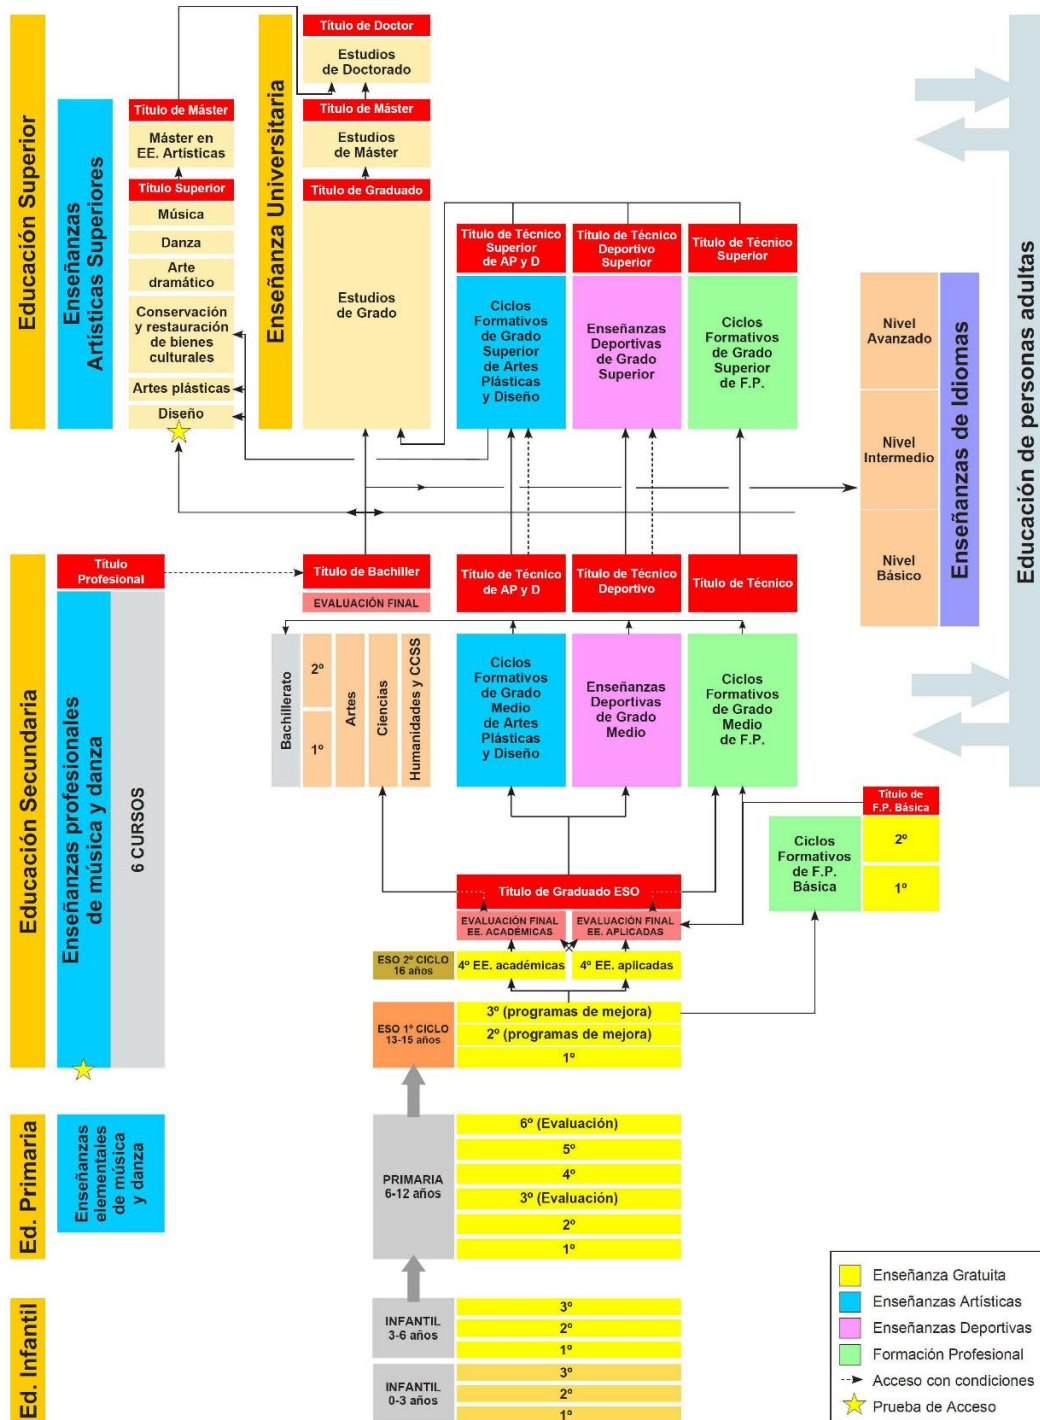 Educación Superior
Enseñanzas
Artísticas Superiores
Título de Máster
Máster en
EE. Artísticas
Título Superior
Música
Danza
Arte
dramático
Conservación
y restauración
de bienes
culturales
Artes plásticas
Diseño
Enseñanza Universitaria
Título de Doctor
Estudios
de Doctorado
Título de Máster
Estudios
de Máster
Título de Graduado
Estudios
de Grado
Título de Técnico
Superior
de AP y D
Ciclos
Formativos
de Grado
Superior
de Artes
Plásticas
y Diseño
Título de Técnico
Deportivo
Superior
Enseñanzas
Deportivas
de Grado
Superior
Título de Técnico
Superior
Ciclos
Formativos
de Grado
Superior
de F.P.
Nivel
Avanzado
Nivel
Intermedio
Nivel
Básico
Enseñanzas de Idiomas
Educación de personas adultas
Educación Secundaria
Título
Profesional
Enseñanzas profesionales
de música y danza
6 CURSOS
Título de Bachiller
EVALUACIÓN FINAL
Bachillerato
2º
1º
Artes
Ciencias
Humanidades y CCSS
Título de Técnico
de AP y D
Ciclos
Formativos
de Grado
Medio
de Artes
Plásticas
y Diseño
Título de Técnico
Deportivo
Enseñanzas
Deportivas
de Grado
Medio
Título de Técnico
Ciclos
Formativos
de Grado
Medio
de F.P.
Título de
F.P. Básica
Ciclos
Formativos
de F.P.
Básica
2º
1º
Título de Graduado ESO
EVALUACIÓN FINAL
EE. ACADÉMICAS
EVALUACIÓN FINAL
EE. APLICADAS
ESO 2º CICLO
16 años
4º EE. académicas
4º EE. aplicadas
ESO 1º CICLO
13-15 años
3º (programas de mejora)
2º (programas de mejora)
1º
Ed. Primaria
Enseñanzas
elementales
de música
y danza
PRIMARIA
6-12 años
6º (Evaluación)
5º
4º
3º (Evaluación)
2º
1º
Ed. Infantil
INFANTIL
3-6 años
3º
2º
1º
INFANTIL
0-3 años
3º
2º
1º
Enseñanza Gratuita
Enseñanzas Artísticas
Enseñanzas Deportivas
Formación Profesional
Acceso con condiciones
Prueba de Acceso